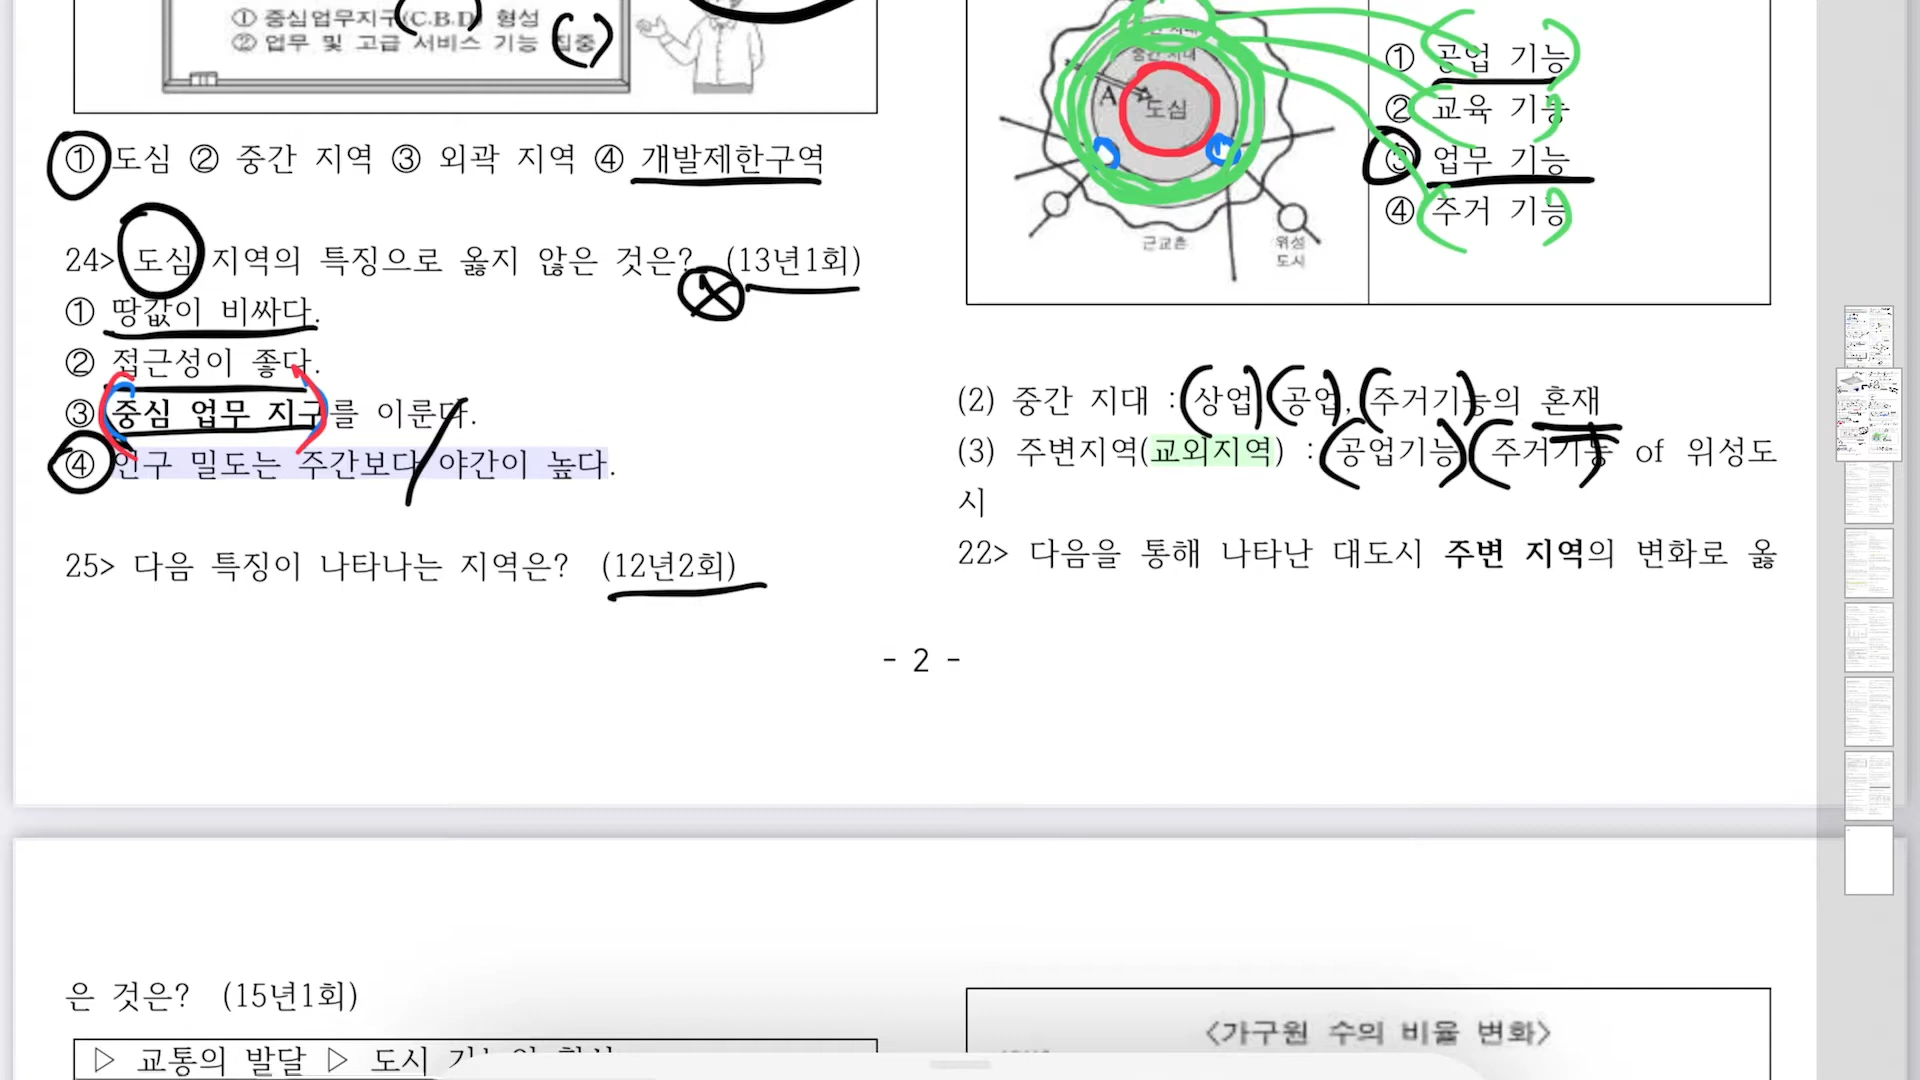 ① 중심업무지구(C.B.D) 형성
② 업무 및 고급 서비스 기능 집중
① 도심 ② 중간 지역 ③ 외곽 지역 ④ 개발제한구역
24> 도심 지역의 특징으로 옳지 않은 것은? (13년1회)
① 땅값이 비싸다.
② 접근성이 좋다.
③ 중심 업무 지구를 이룬다.
④ 인구 밀도는 주간보다 야간이 높다.
25> 다음 특징이 나타나는 지역은? (12년2회)
중간 지대
A
도심
근교촌
위성
도시
① 공업 기능
② 교육 기능
③ 업무 기능
④ 주거 기능
(2) 중간 지대 : 상업, 공업, 주거기능의 혼재
(3) 주변지역(교외지역) : 공업기능, 주거기능 of 위성도
시
22> 다음을 통해 나타난 대도시 주변 지역의 변화로 옳
- 2 -
은 것은? (15년1회)
▷ 교통의 발달 ▷ 도시
<가구원 수의 비율 변화>